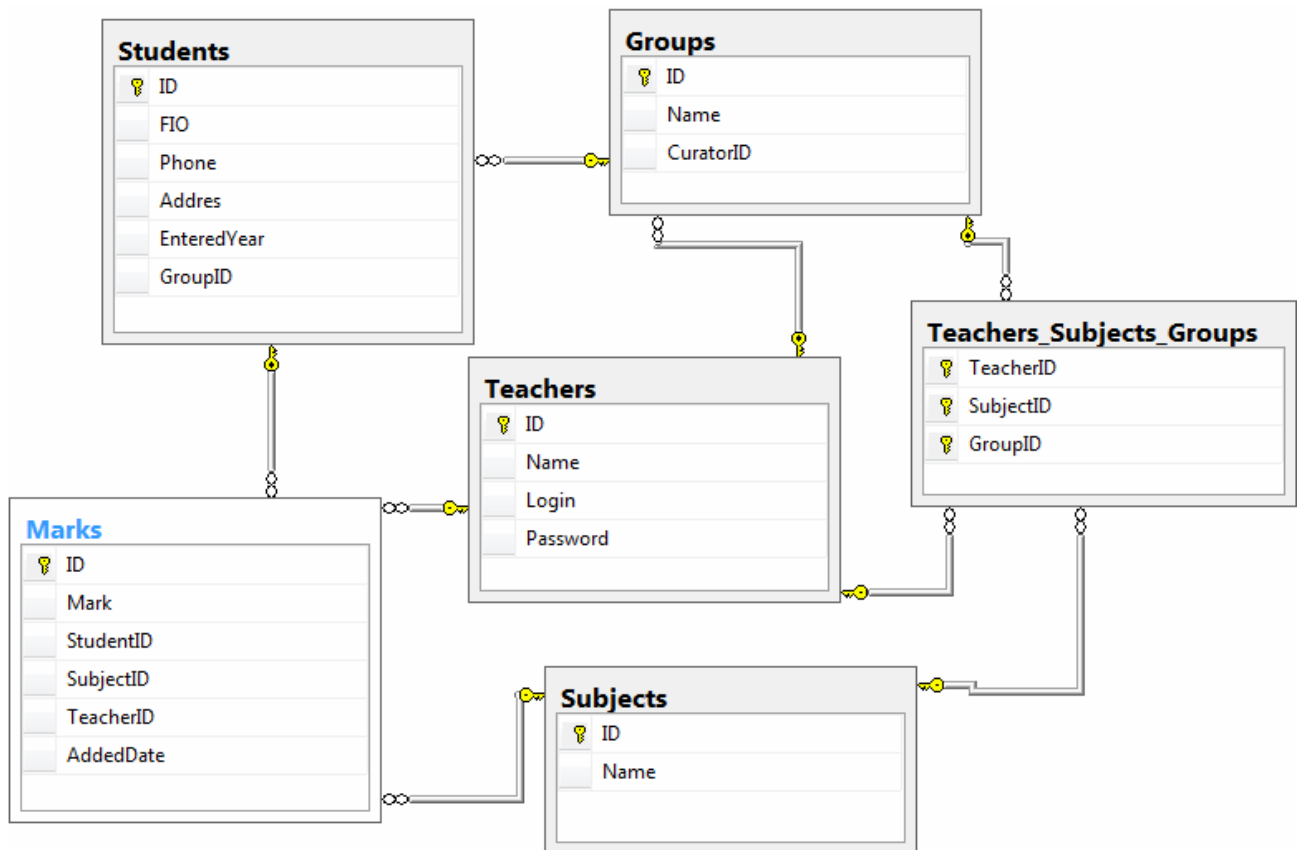 Students
ID
FIO
Phone
Addres
EnteredYear
GroupID
Groups
ID
Name
CuratorID
Teachers_Subjects_Groups
TeacherID
SubjectID
GroupID
Teachers
ID
Name
Login
Password
Marks
ID
Mark
StudentID
SubjectID
TeacherID
AddedDate
Subjects
ID
Name